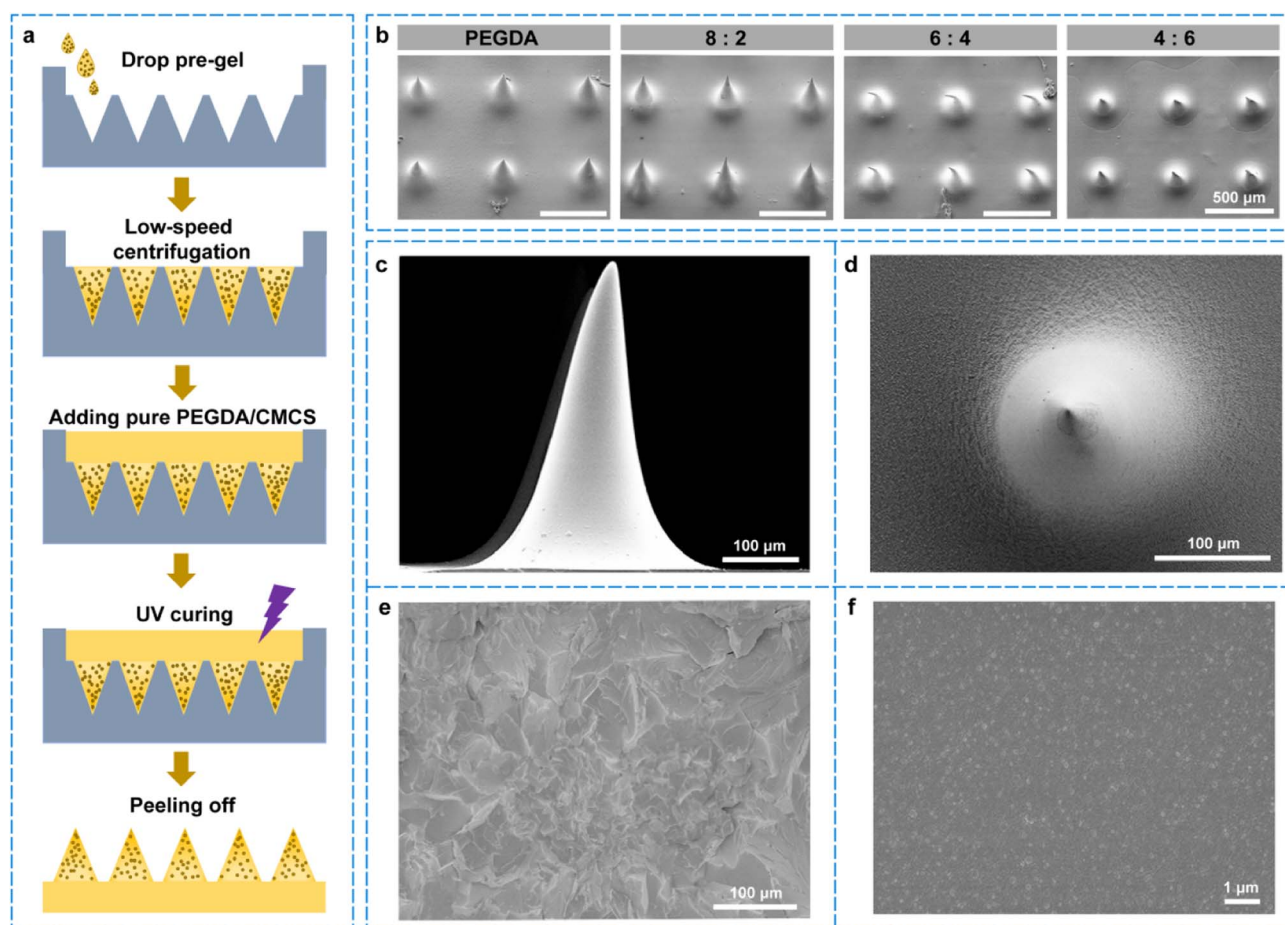 a
Drop pre-gel
Low-speed
centrifugation
Adding pure PEGDA/CMCS
UV curing
Peeling off
b
PEGDA
8 : 2
6 : 4
4 : 6
500 µm
c
100 µm
d
100 µm
e
100 µm
f
1 µm